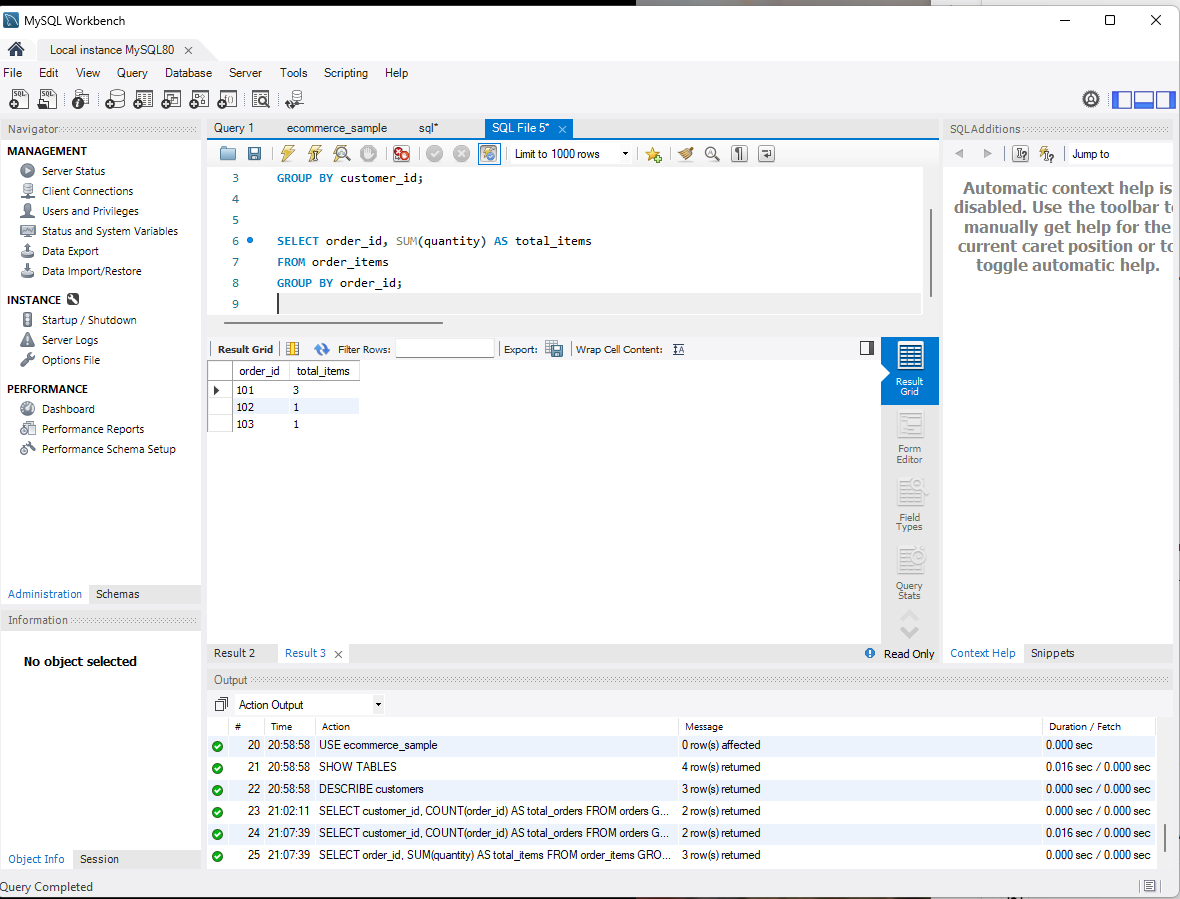 MySQL Workbench
Local instance MySQL80
File Edit View Query Database Server Tools Scripting Help
Navigator
MANAGEMENT
Server Status
Client Connections
Users and Privileges
Status and System Variables
Data Export
Data Import/Restore
INSTANCE
Startup / Shutdown
Server Logs
Options File
PERFORMANCE
Dashboard
Performance Reports
Performance Schema Setup
Administration Schemas
Information
No object selected
Object Info Session
Query Completed
Query 1 ecommerce_sample sql* SQL File 5*
Limit to 1000 rows
3 GROUP BY customer_id;
4
5
6 SELECT order_id, SUM(quantity) AS total_items
7 FROM order_items
8 GROUP BY order_id;
9
Result Grid Filter Rows: Export: Wrap Cell Content:
order_id total_items
101 3
102 1
103 1
Result
Grid
Form
Editor
Field
Types
Query
Stats
Result 2 Result 3 Read Only
SQLAdditions
Jump to
Automatic context help is
disabled. Use the toolbar
manually get help for the
current caret position or
toggle automatic help.
Context Help Snippets
Output
Action Output
# Time Action Message Duration / Fetch
20 20:58:58 USE ecommerce_sample 0 row(s) affected 0.000 sec
21 20:58:58 SHOW TABLES 4 row(s) returned 0.016 sec / 0.000 sec
22 20:58:58 DESCRIBE customers 3 row(s) returned 0.000 sec / 0.000 sec
23 21:02:11 SELECT customer_id, COUNT(order_id) AS total_orders FROM orders G... 2 row(s) returned 0.000 sec / 0.000 sec
24 21:07:39 SELECT customer_id, COUNT(order_id) AS total_orders FROM orders G... 2 row(s) returned 0.016 sec / 0.000 sec
25 21:07:39 SELECT order_id, SUM(quantity) AS total_items FROM order_items GRO... 3 row(s) returned 0.000 sec / 0.000 sec